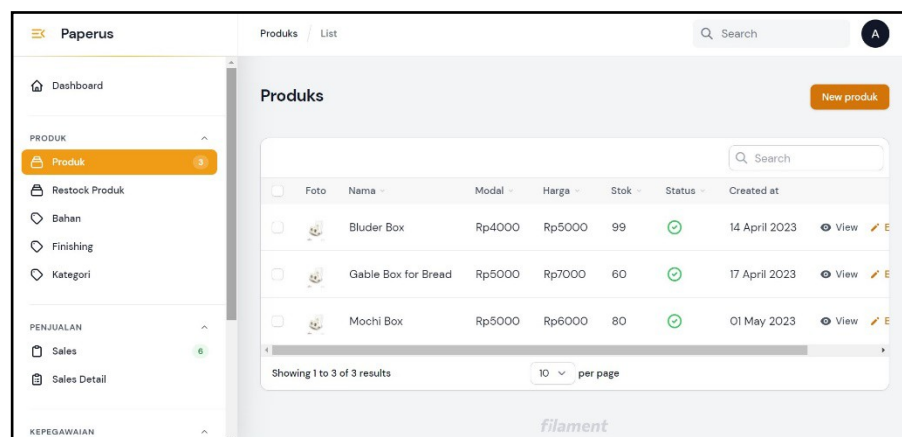 Paperus
Produks / List
Search
A
Dashboard
PRODUK
Produk 3
Restock Produk
Bahan
Finishing
Kategori
PENJUALAN
Sales 6
Sales Detail
KEPEGAWAIAN
Produks
New produk
Search
Foto Nama Modal Harga Stok Status Created at
Bluder Box Rp4000 Rp5000 99 14 April 2023 View E
Gable Box for Bread Rp5000 Rp7000 60 17 April 2023 View E
Mochi Box Rp5000 Rp6000 80 01 May 2023 View E
Showing 1 to 3 of 3 results
10 per page
filament